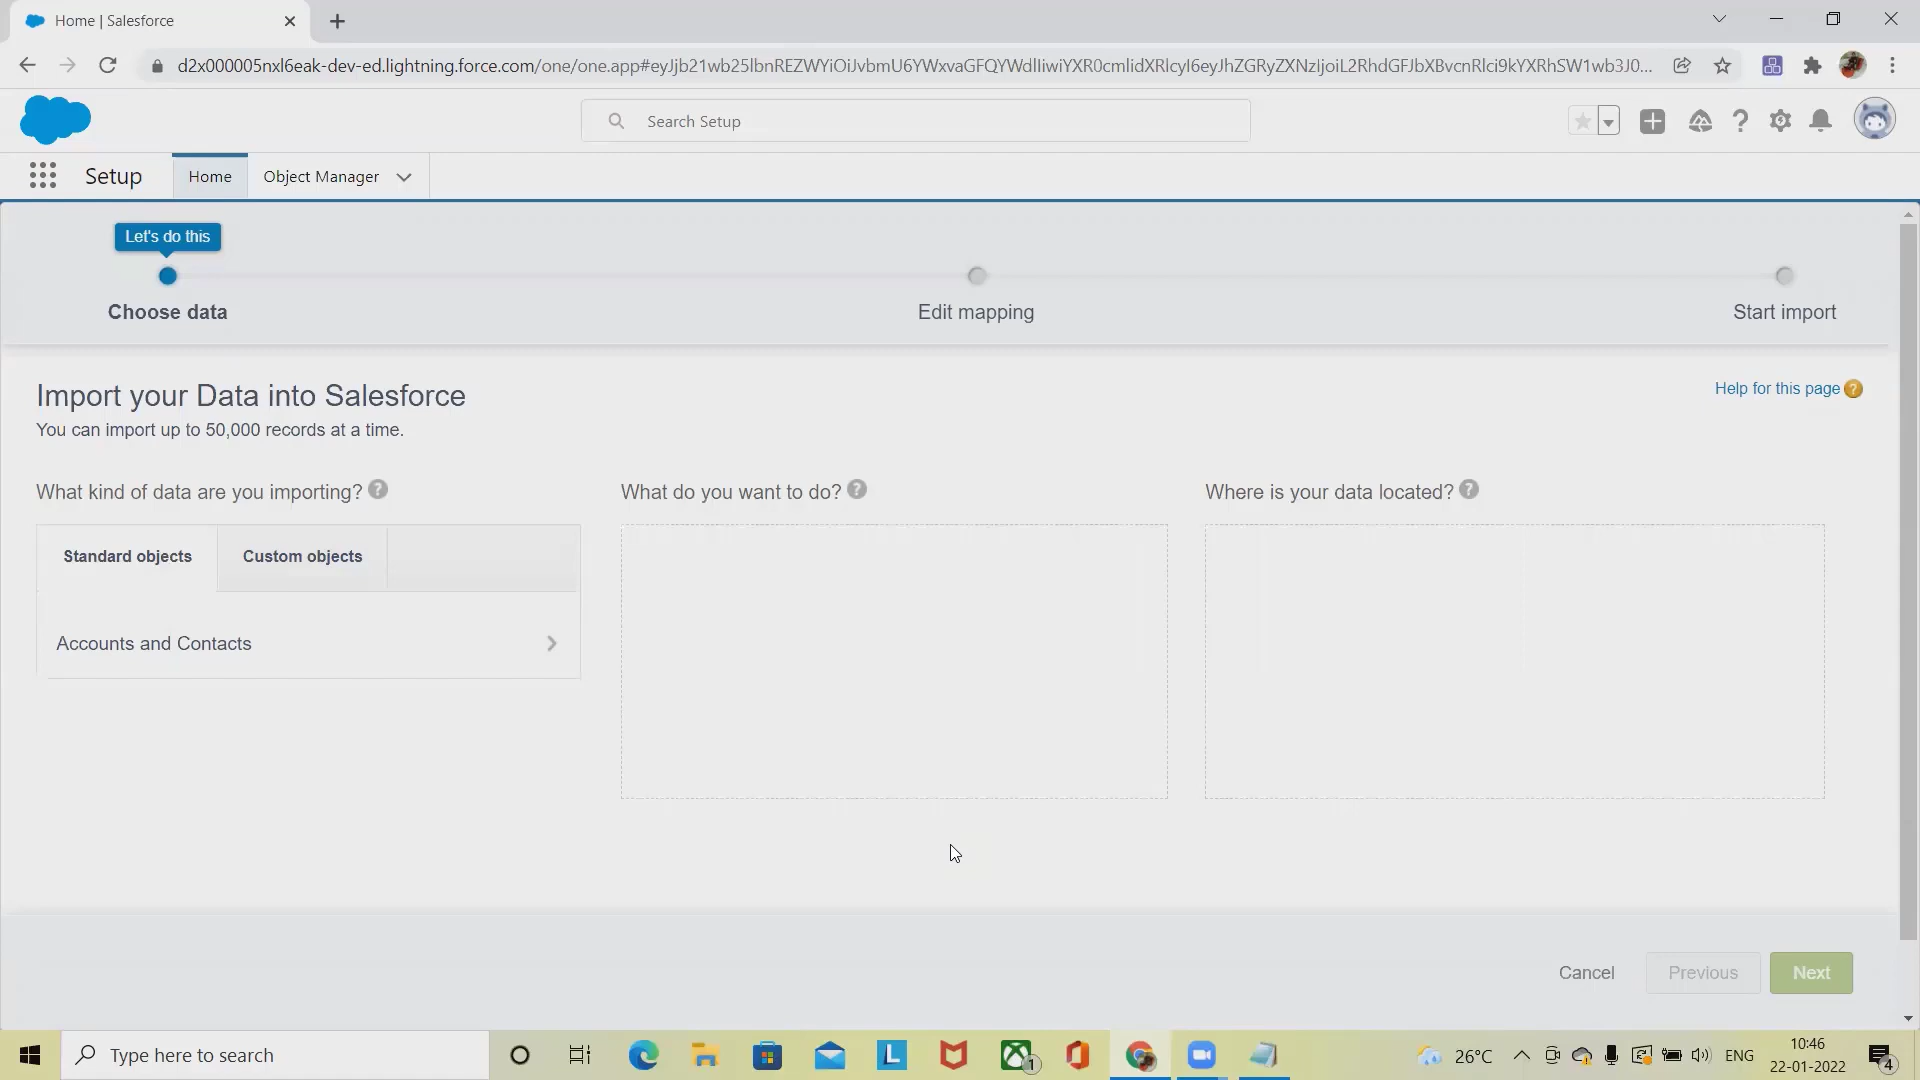 Home | Salesforce
d2x000005nxl6eak-dev-ed.lightning.force.com/one/one.app#eyJjb21wb25lbnREZWYiOiJvbmU6YWxvaGFQYWdlIiwiYXR0cmlidXRlcyI6eyJhZGRyZXNzIjoiL2RhdGFJbXBvcnRlci9kYXRhSW1wb3J0...
Search Setup
Setup
Home
Object Manager
Let's do this
Choose data
Edit mapping
Start import
Import your Data into Salesforce
Help for this page
You can import up to 50,000 records at a time.
What kind of data are you importing?
What do you want to do?
Where is your data located?
Standard objects
Custom objects
Accounts and Contacts
Cancel
Previous
Next
Type here to search
26°C
ENG
10:46
22-01-2022
1
4